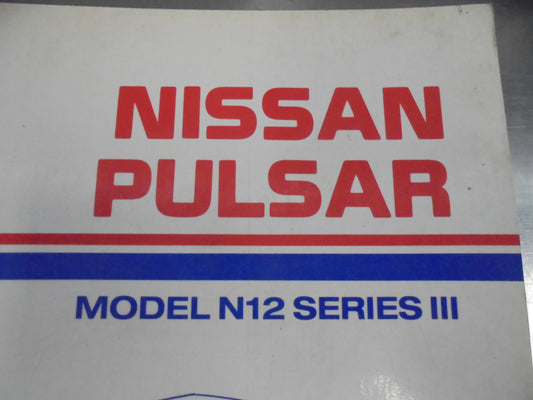 NISSAN
PULSAR
MODEL N12 SERIES III